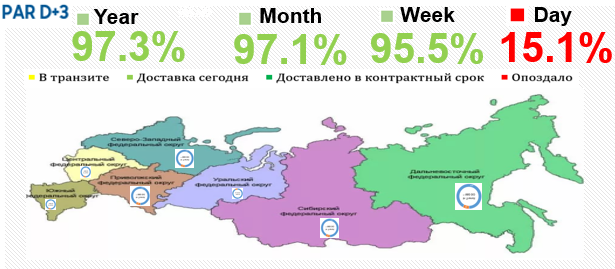 PAR D+3
Year Month Week Day
97.3% 97.1% 95.5% 15.1%
В транзите Доставка сегодня Доставлено в контрактный срок Опоздало
Северо-Западный
федеральный округ
Центральный
федеральный округ
Приволжский
федеральный округ
Южный
федеральный округ
Уральский
федеральный округ
Сибирский
федеральный округ
Дальневосточный
федеральный округ